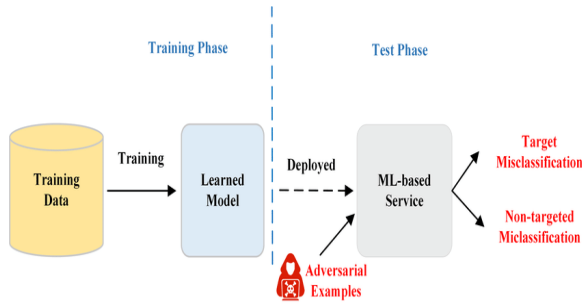 Training Phase
Test Phase
Training
Data
Training
Learned
Model
Deployed
ML-based
Service
Target
Misclassification
Non-targeted
Miclassification
Adversarial
Examples